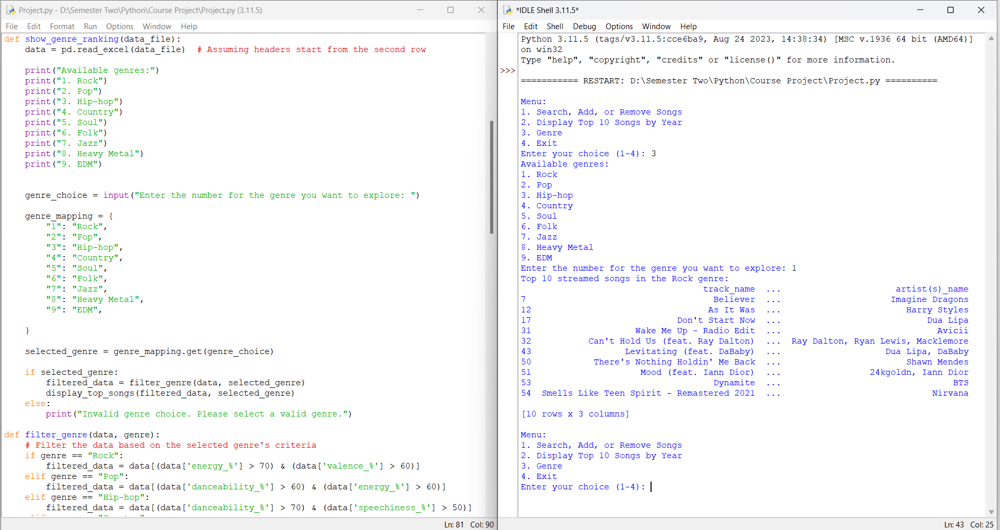 Project.py - D:\Semester Two\Python\Course Project\Project.py (3.11.5)
File Edit Format Run Options Window Help
def show_genre_ranking(data_file):
    data = pd.read_excel(data_file)  # Assuming headers start from the second row
    print("Available genres:")
    print("1. Rock")
    print("2. Pop")
    print("3. Hip-hop")
    print("4. Country")
    print("5. Soul")
    print("6. Folk")
    print("7. Jazz")
    print("8. Heavy Metal")
    print("9. EDM")
    genre_choice = input("Enter the number for the genre you want to explore: ")
    genre_mapping = {
        "1": "Rock",
        "2": "Pop",
        "3": "Hip-hop",
        "4": "Country",
        "5": "Soul",
        "6": "Folk",
        "7": "Jazz",
        "8": "Heavy Metal",
        "9": "EDM",
    }
    selected_genre = genre_mapping.get(genre_choice)
    if selected_genre:
        filtered_data = filter_genre(data, selected_genre)
        display_top_songs(filtered_data, selected_genre)
    else:
        print("Invalid genre choice. Please select a valid genre.")
def filter_genre(data, genre):
    # Filter the data based on the selected genre's criteria
    if genre == "Rock":
        filtered_data = data[(data['energy_%'] > 70) & (data['valence_%'] > 60)]
    elif genre == "Pop":
        filtered_data = data[(data['danceability_%'] > 60) & (data['energy_%'] > 60)]
    elif genre == "Hip-hop":
        filtered_data = data[(data['danceability_%'] > 70) & (data['speechiness_%'] > 50)]
Ln: 81 Col: 90
*IDLE Shell 3.11.5*
File Edit Shell Debug Options Window Help
Python 3.11.5 (tags/v3.11.5:cce6ba9, Aug 24 2023, 14:38:34) [MSC v.1936 64 bit (AMD64)]
on win32
Type "help", "copyright", "credits" or "license()" for more information.
>>>
=========== RESTART: D:\Semester Two\Python\Course Project\Project.py ==========
Menu:
1. Search, Add, or Remove Songs
2. Display Top 10 Songs by Year
3. Genre
4. Exit
Enter your choice (1-4): 3
Available genres:
1. Rock
2. Pop
3. Hip-hop
4. Country
5. Soul
6. Folk
7. Jazz
8. Heavy Metal
9. EDM
Enter the number for the genre you want to explore: 1
Top 10 streamed songs in the Rock genre:
track_name ... artist(s)_name
7 Believer ... Imagine Dragons
12 As It Was ... Harry Styles
17 Don't Start Now ... Dua Lipa
31 Wake Me Up - Radio Edit ... Avicii
32 Can't Hold Us (feat. Ray Dalton) ... Ray Dalton, Ryan Lewis, Macklemore
43 Levitating (feat. DaBaby) ... Dua Lipa, DaBaby
50 There's Nothing Holdin' Me Back ... Shawn Mendes
51 Mood (feat. Iann Dior) ... 24kgoldn, Iann Dior
53 Dynamite ... BTS
54 Smells Like Teen Spirit - Remastered 2021 ... Nirvana
[10 rows x 3 columns]
Menu:
1. Search, Add, or Remove Songs
2. Display Top 10 Songs by Year
3. Genre
4. Exit
Enter your choice (1-4):
Ln: 43 Col: 25